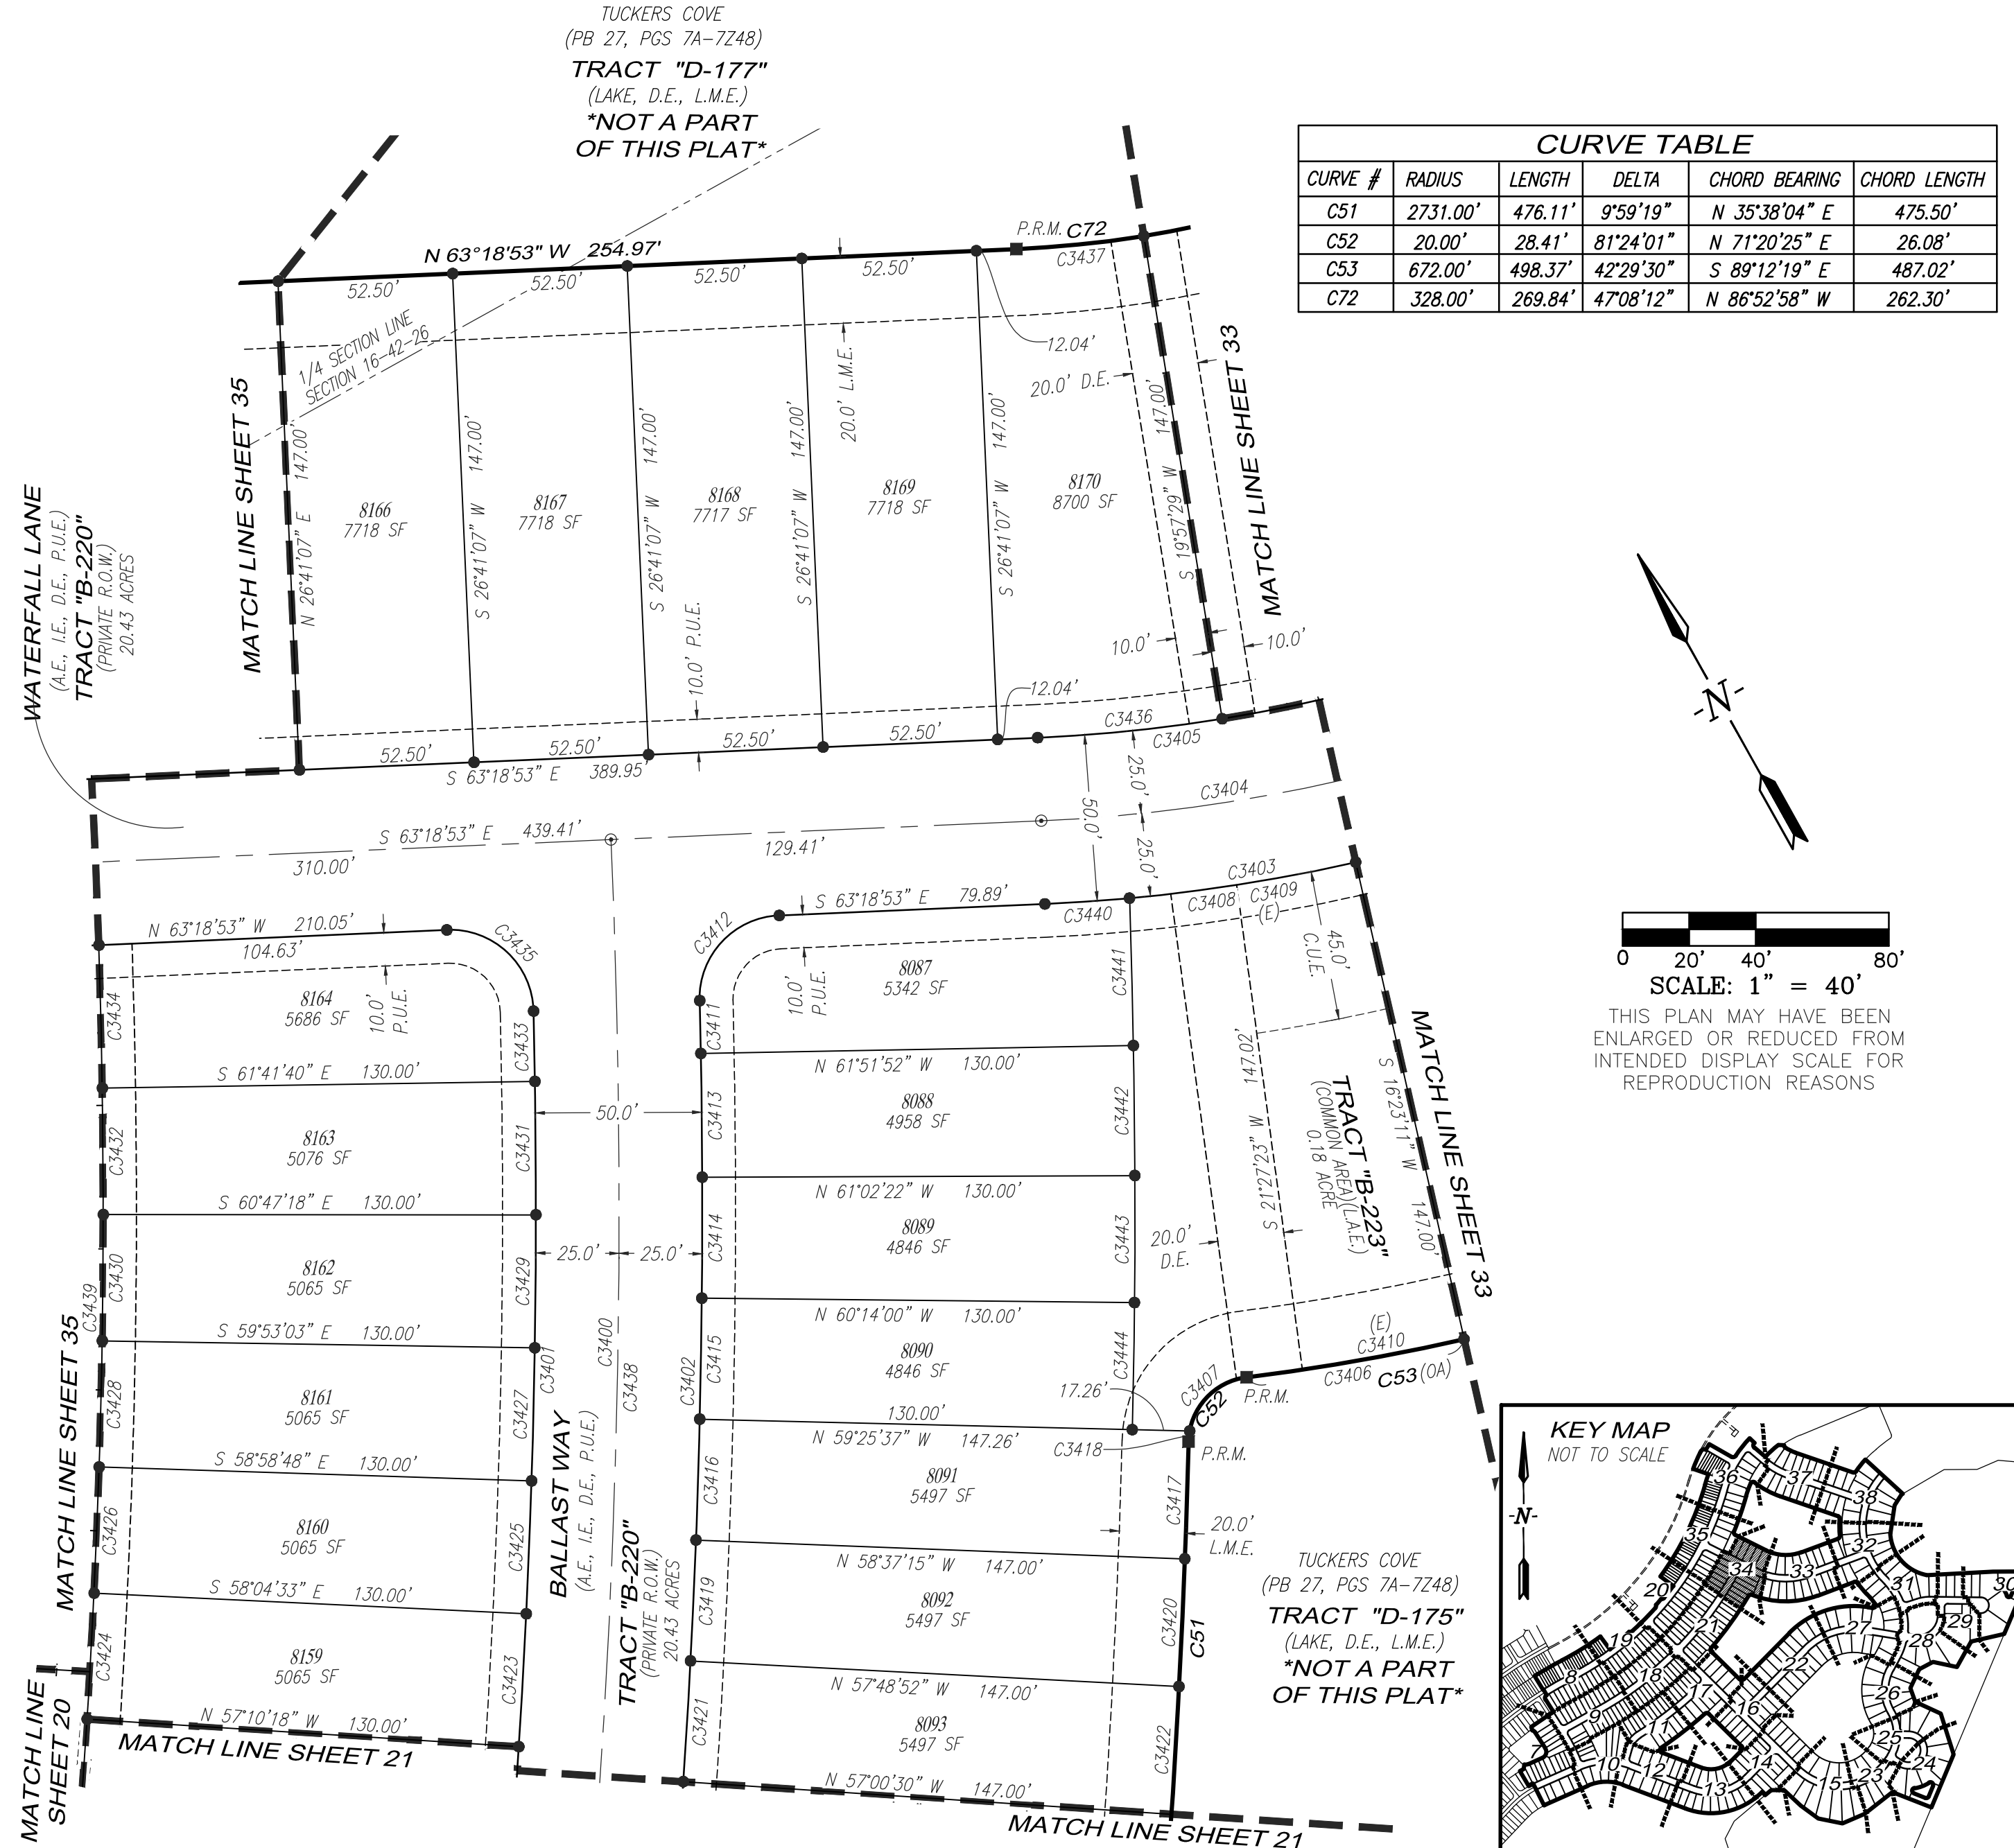 TUCKERS COVE
(PB 27, PGS 7A-7Z48)
TRACT "D-177"
(LAKE, D.E., L.M.E.)
*NOT A PART
OF THIS PLAT*
CURVE TABLE
CURVE # RADIUS LENGTH DELTA CHORD BEARING CHORD LENGTH
C51 2731.00' 476.11' 9°59'19" N 35°38'04" E 475.50'
C52 20.00' 28.41' 81°24'01" N 71°20'25" E 26.08'
C53 672.00' 498.37' 42°29'30" S 89°12'19" E 487.02'
C72 328.00' 269.84' 47°08'12" N 86°52'58" W 262.30'
N 63°18'53" W 254.97'
P.R.M. C72
C3437
52.50'
52.50'
52.50'
52.50'
12.04'
1/4 SECTION LINE
SECTION 16-42-26
20.0' L.M.E.
20.0' D.E.
MATCH LINE SHEET 35
MATCH LINE SHEET 33
N 26°41'07" E 147.00'
S 26°41'07" W 147.00'
S 26°41'07" W 147.00'
S 26°41'07" W 147.00'
S 26°41'07" W 147.00'
S 19°57'29" W 147.00'
8166
7718 SF
8167
7718 SF
8168
7717 SF
8169
7718 SF
8170
8700 SF
WATERFALL LANE
(A.E., I.E., D.E., P.U.E.)
TRACT "B-220"
(PRIVATE R.O.W.)
20.43 ACRES
10.0' P.U.E.
10.0'
10.0'
12.04'
52.50'
52.50'
52.50'
52.50'
C3436
C3405
S 63°18'53" E 389.95'
-N-
25.0'
50.0'
25.0'
C3404
S 63°18'53" E 439.41'
310.00'
129.41'
C3403
S 63°18'53" E 79.89'
C3440
C3408
C3409
(E)
N 63°18'53" W 210.05'
104.63'
C3435
C3412
45.0'
C.U.E.
0 20' 40' 80'
SCALE: 1" = 40'
THIS PLAN MAY HAVE BEEN
ENLARGED OR REDUCED FROM
INTENDED DISPLAY SCALE FOR
REPRODUCTION REASONS
8164
5686 SF
10.0'
P.U.E.
C3434
C3433
8087
5342 SF
10.0'
P.U.E.
C3411
C3441
S 61°41'40" E 130.00'
N 61°51'52" W 130.00'
8163
5076 SF
C3432
C3431
50.0'
8088
4958 SF
C3413
C3442
S 60°47'18" E 130.00'
N 61°02'22" W 130.00'
8162
5065 SF
C3430
C3429
C3439
25.0'
25.0'
8089
4846 SF
C3414
C3443
S 21°27'23" W 147.02'
TRACT "B-223"
(COMMON AREA)(L.A.E.)
0.18 ACRE
S 16°23'11" W 147.00'
MATCH LINE SHEET 33
20.0'
D.E.
S 59°53'03" E 130.00'
N 60°14'00" W 130.00'
MATCH LINE SHEET 35
8161
5065 SF
C3428
C3427
C3401
C3400
C3438
C3402
C3415
8090
4846 SF
C3444
(E)
C3410
C3406 C53 (OA)
C3407
C52
P.R.M.
17.26'
130.00'
N 59°25'37" W 147.26'
C3418
P.R.M.
S 58°58'48" E 130.00'
8160
5065 SF
C3426
C3425
BALLAST WAY
(A.E., I.E., D.E., P.U.E.)
TRACT "B-220"
(PRIVATE R.O.W.)
20.43 ACRES
8091
5497 SF
C3416
C3417
20.0'
L.M.E.
N 58°37'15" W 147.00'
S 58°04'33" E 130.00'
8092
5497 SF
C3419
C3420
C51
TUCKERS COVE
(PB 27, PGS 7A-7Z48)
TRACT "D-175"
(LAKE, D.E., L.M.E.)
*NOT A PART
OF THIS PLAT*
8159
5065 SF
C3424
C3423
N 57°48'52" W 147.00'
8093
5497 SF
C3421
C3422
N 57°10'18" W 130.00'
N 57°00'30" W 147.00'
MATCH LINE SHEET 21
MATCH LINE SHEET 21
MATCH LINE
SHEET 20
KEY MAP
NOT TO SCALE
-N-
36
37
38
35
34
33
32
20
31
30
29
19
21
27
28
8
18
22
26
17
16
9
11
25
7
10
12
13
14
15
23
24